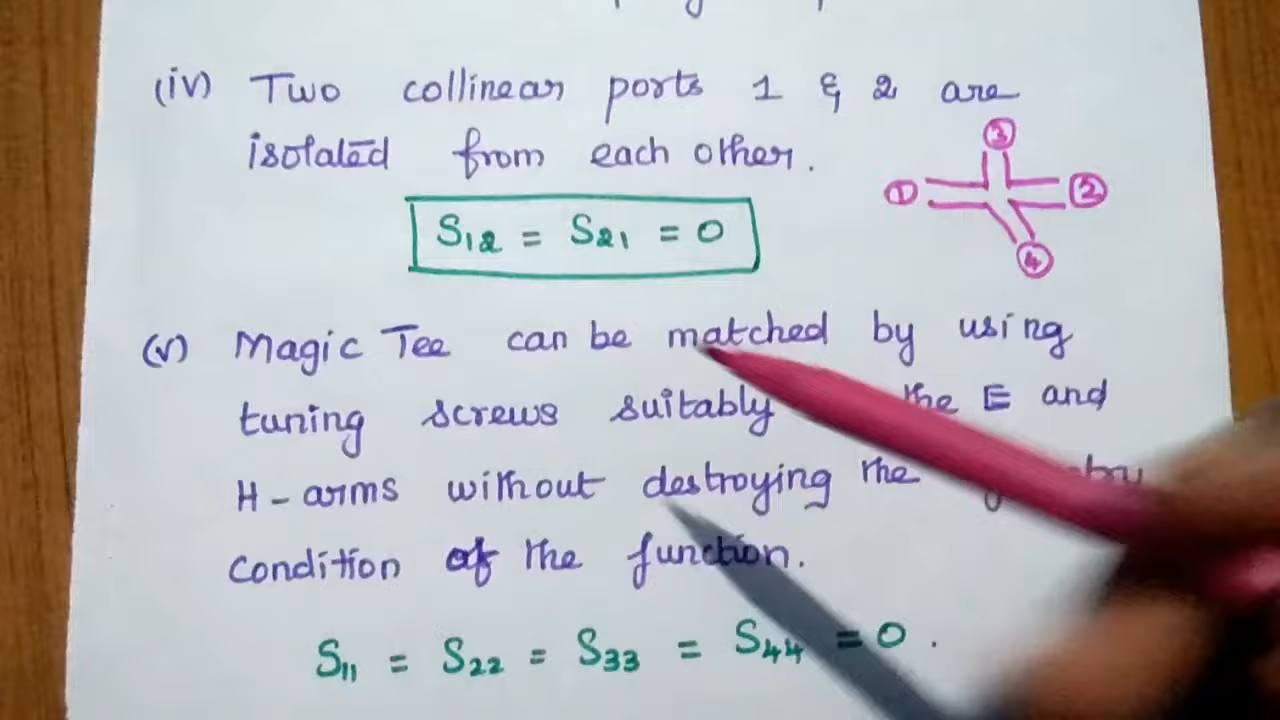 (iv) Two collinear ports 1 & 2 are
isolated from each other.
S12 = S21 = 0
3
1
2
4
(v) Magic Tee can be matched by using
tuning screws suitably the E and
H-arms without destroying the
condition of the function.
S11 = S22 = S33 = S44 = 0.